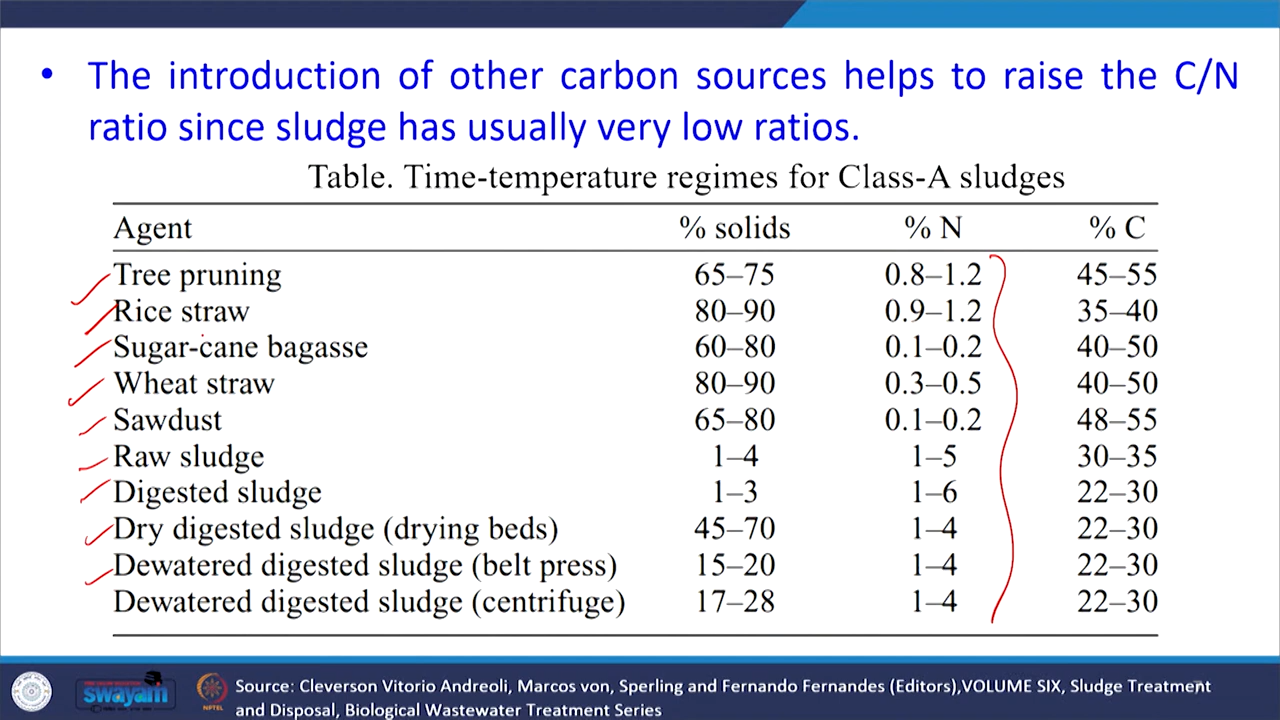 • The introduction of other carbon sources helps to raise the C/N
ratio since sludge has usually very low ratios.
Table. Time-temperature regimes for Class-A sludges
Agent % solids % N % C
Tree pruning 65–75 0.8–1.2 45–55
Rice straw 80–90 0.9–1.2 35–40
Sugar-cane bagasse 60–80 0.1–0.2 40–50
Wheat straw 80–90 0.3–0.5 40–50
Sawdust 65–80 0.1–0.2 48–55
Raw sludge 1–4 1–5 30–35
Digested sludge 1–3 1–6 22–30
Dry digested sludge (drying beds) 45–70 1–4 22–30
Dewatered digested sludge (belt press) 15–20 1–4 22–30
Dewatered digested sludge (centrifuge) 17–28 1–4 22–30
swayam
NPTEL
Source: Cleverson Vitorio Andreoli, Marcos von, Sperling and Fernando Fernandes (Editors),VOLUME SIX, Sludge Treatment
and Disposal, Biological Wastewater Treatment Series